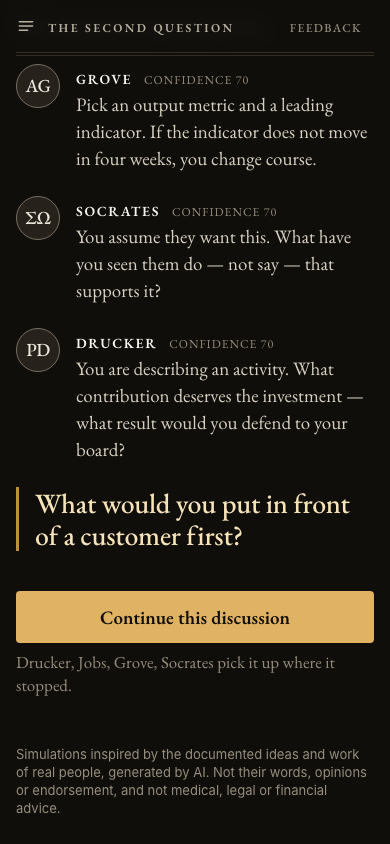 THE SECOND QUESTION FEEDBACK
AG GROVE CONFIDENCE 70
Pick an output metric and a leading
indicator. If the indicator does not move
in four weeks, you change course.
ΣΩ SOCRATES CONFIDENCE 70
You assume they want this. What have
you seen them do — not say — that
supports it?
PD DRUCKER CONFIDENCE 70
You are describing an activity. What
contribution deserves the investment —
what result would you defend to your
board?
What would you put in front
of a customer first?
Continue this discussion
Drucker, Jobs, Grove, Socrates pick it up where it
stopped.
Simulations inspired by the documented ideas and work
of real people, generated by AI. Not their words, opinions
or endorsement, and not medical, legal or financial
advice.